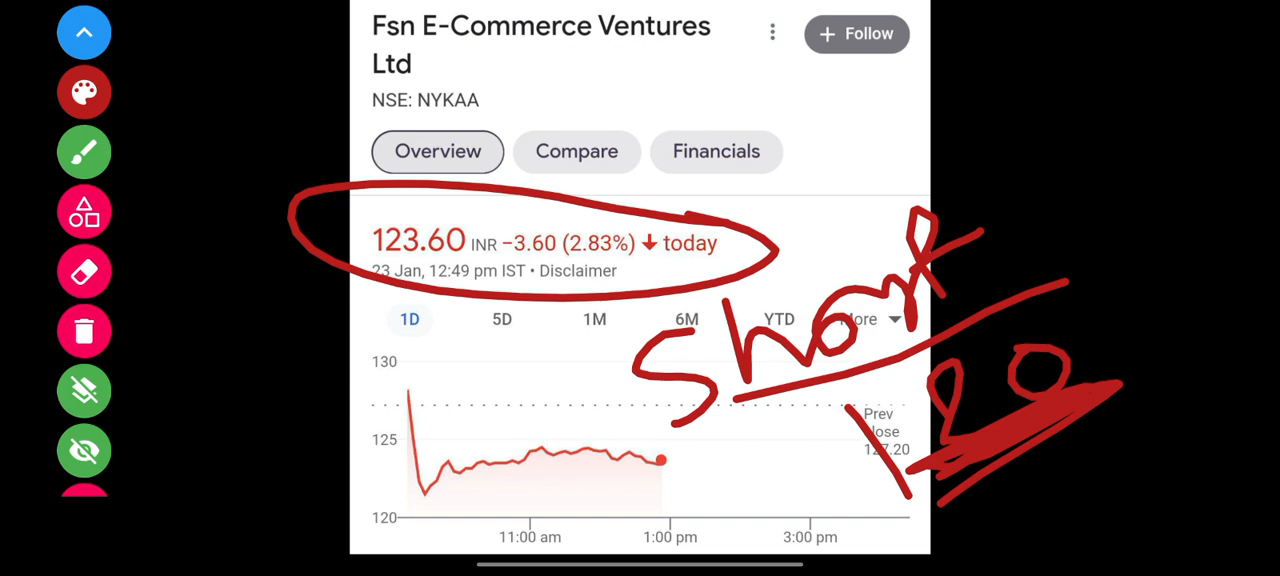 Fsn E-Commerce Ventures
Ltd
+ Follow
NSE: NYKAA
Overview
Compare
Financials
123.60 INR −3.60 (2.83%) ↓ today
23 Jan, 12:49 pm IST • Disclaimer
1D 5D 1M 6M YTD More
Short
120
130
125
120
Prev
close
127.20
11:00 am 1:00 pm 3:00 pm